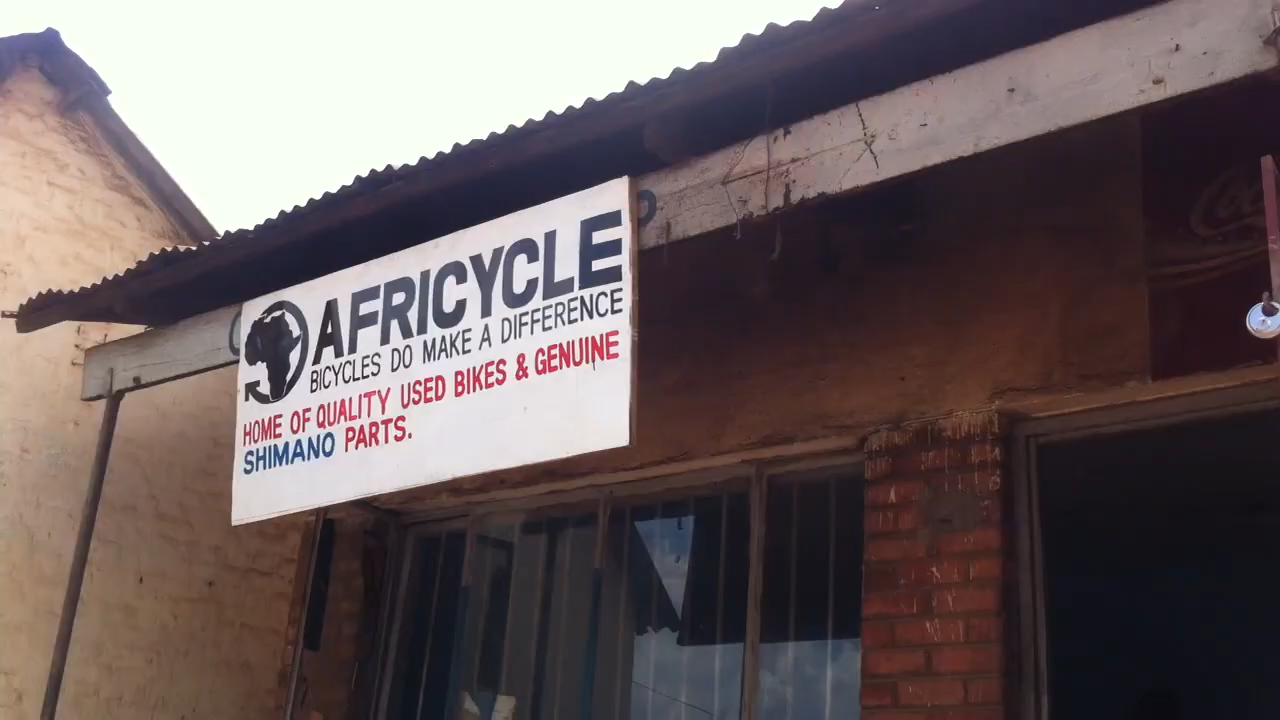 AFRICYCLE
BICYCLES DO MAKE A DIFFERENCE
HOME OF QUALITY USED BIKES & GENUINE
SHIMANO PARTS.